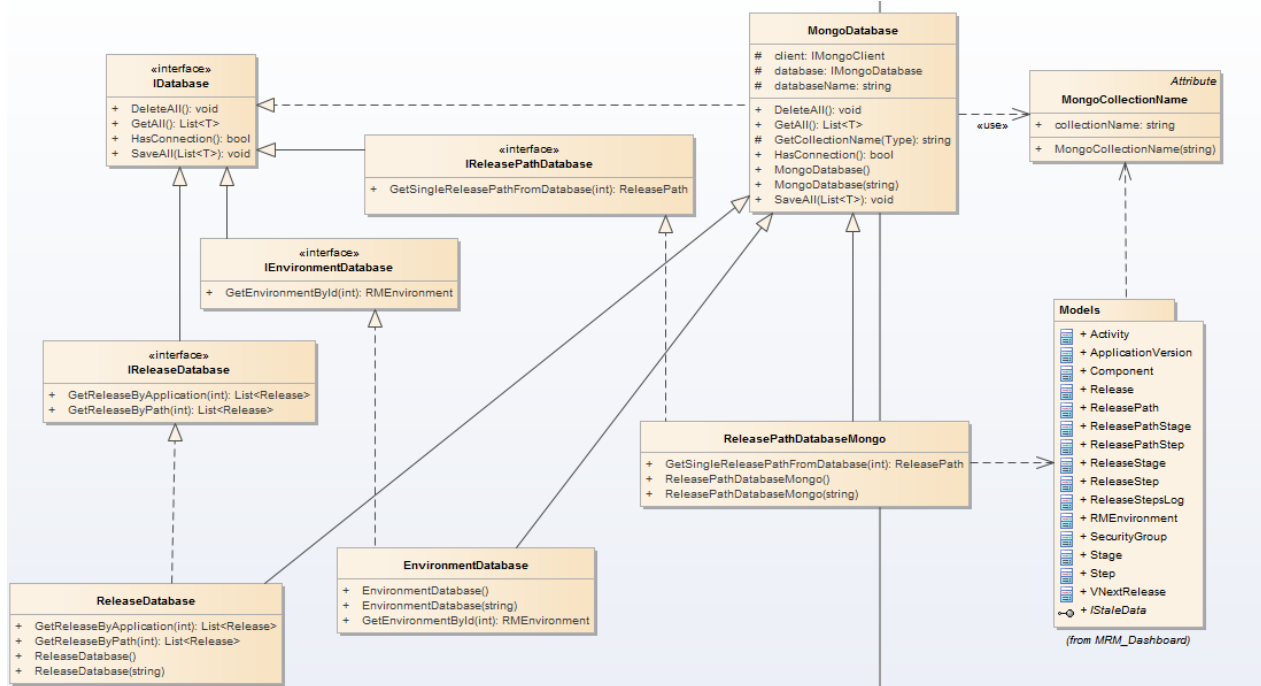 «interface»
IDatabase
+ DeleteAll(): void
+ GetAll(): List<T>
+ HasConnection(): bool
+ SaveAll(List<T>): void
«interface»
IReleasePathDatabase
+ GetSingleReleasePathFromDatabase(int): ReleasePath
«interface»
IEnvironmentDatabase
+ GetEnvironmentById(int): RMEnvironment
«interface»
IReleaseDatabase
+ GetReleaseByApplication(int): List<Release>
+ GetReleaseByPath(int): List<Release>
MongoDatabase
# client: IMongoClient
# database: IMongoDatabase
# databaseName: string
+ DeleteAll(): void
+ GetAll(): List<T>
# GetCollectionName(Type): string
+ HasConnection(): bool
+ MongoDatabase()
+ MongoDatabase(string)
+ SaveAll(List<T>): void
«use»
Attribute
MongoCollectionName
+ collectionName: string
+ MongoCollectionName(string)
ReleasePathDatabaseMongo
+ GetSingleReleasePathFromDatabase(int): ReleasePath
+ ReleasePathDatabaseMongo()
+ ReleasePathDatabaseMongo(string)
Models
+ Activity
+ ApplicationVersion
+ Component
+ Release
+ ReleasePath
+ ReleasePathStage
+ ReleasePathStep
+ ReleaseStage
+ ReleaseStep
+ ReleaseStepsLog
+ RMEnvironment
+ SecurityGroup
+ Stage
+ Step
+ VNextRelease
+ IStaleData
(from MRM_Dashboard)
EnvironmentDatabase
+ EnvironmentDatabase()
+ EnvironmentDatabase(string)
+ GetEnvironmentById(int): RMEnvironment
ReleaseDatabase
+ GetReleaseByApplication(int): List<Release>
+ GetReleaseByPath(int): List<Release>
+ ReleaseDatabase()
+ ReleaseDatabase(string)